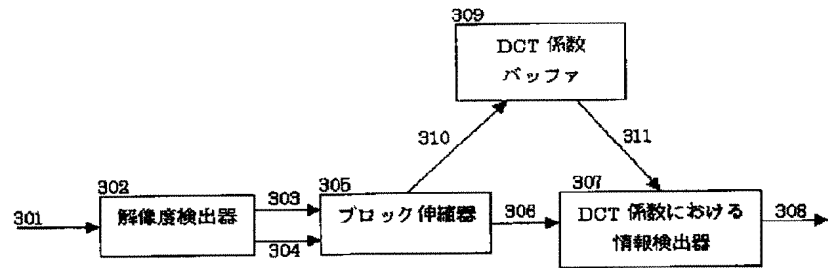 309
DCT 係数
バッファ
310
311
302
303
305
307
301
解像度検出器
ブロック伸縮器
306
DCT 係数における
情報検出器
308
304